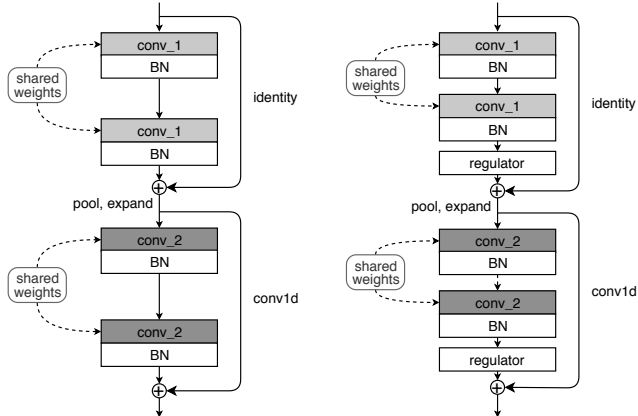 conv_1
BN
shared
weights
identity
conv_1
BN
+
pool, expand
conv_2
BN
shared
weights
conv1d
conv_2
BN
+
conv_1
BN
shared
weights
conv_1
identity
BN
regulator
+
pool, expand
conv_2
BN
shared
weights
conv1d
conv_2
BN
regulator
+